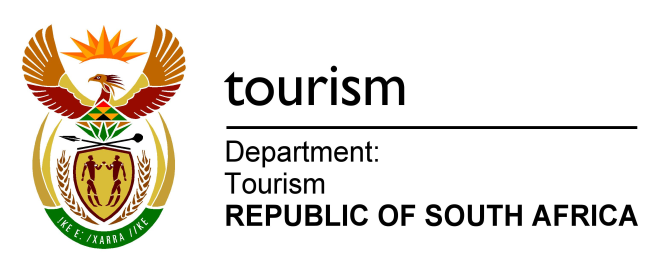 tourism
Department:
Tourism
REPUBLIC OF SOUTH AFRICA
!KE E: /XARRA //KE